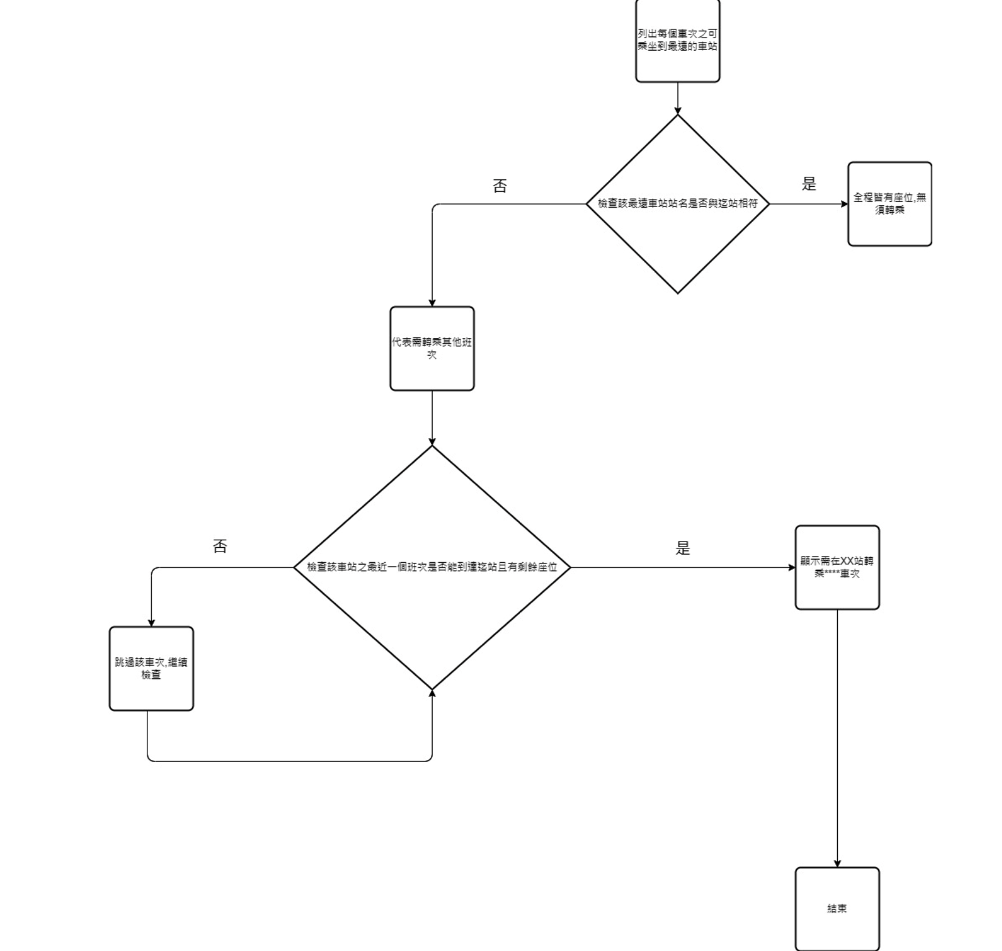 列出每個車次之可
乘坐到最遠的車站
檢查該最遠車站站名是否與迄站相符
是
全程皆有座位,無
須轉乘
否
代表需轉乘其他班
次
檢查該車站之最近一個班次是否能到達迄站且有剩餘座位
是
顯示需在XX站轉
乘****車次
否
跳過該車次,繼續
檢查
結束